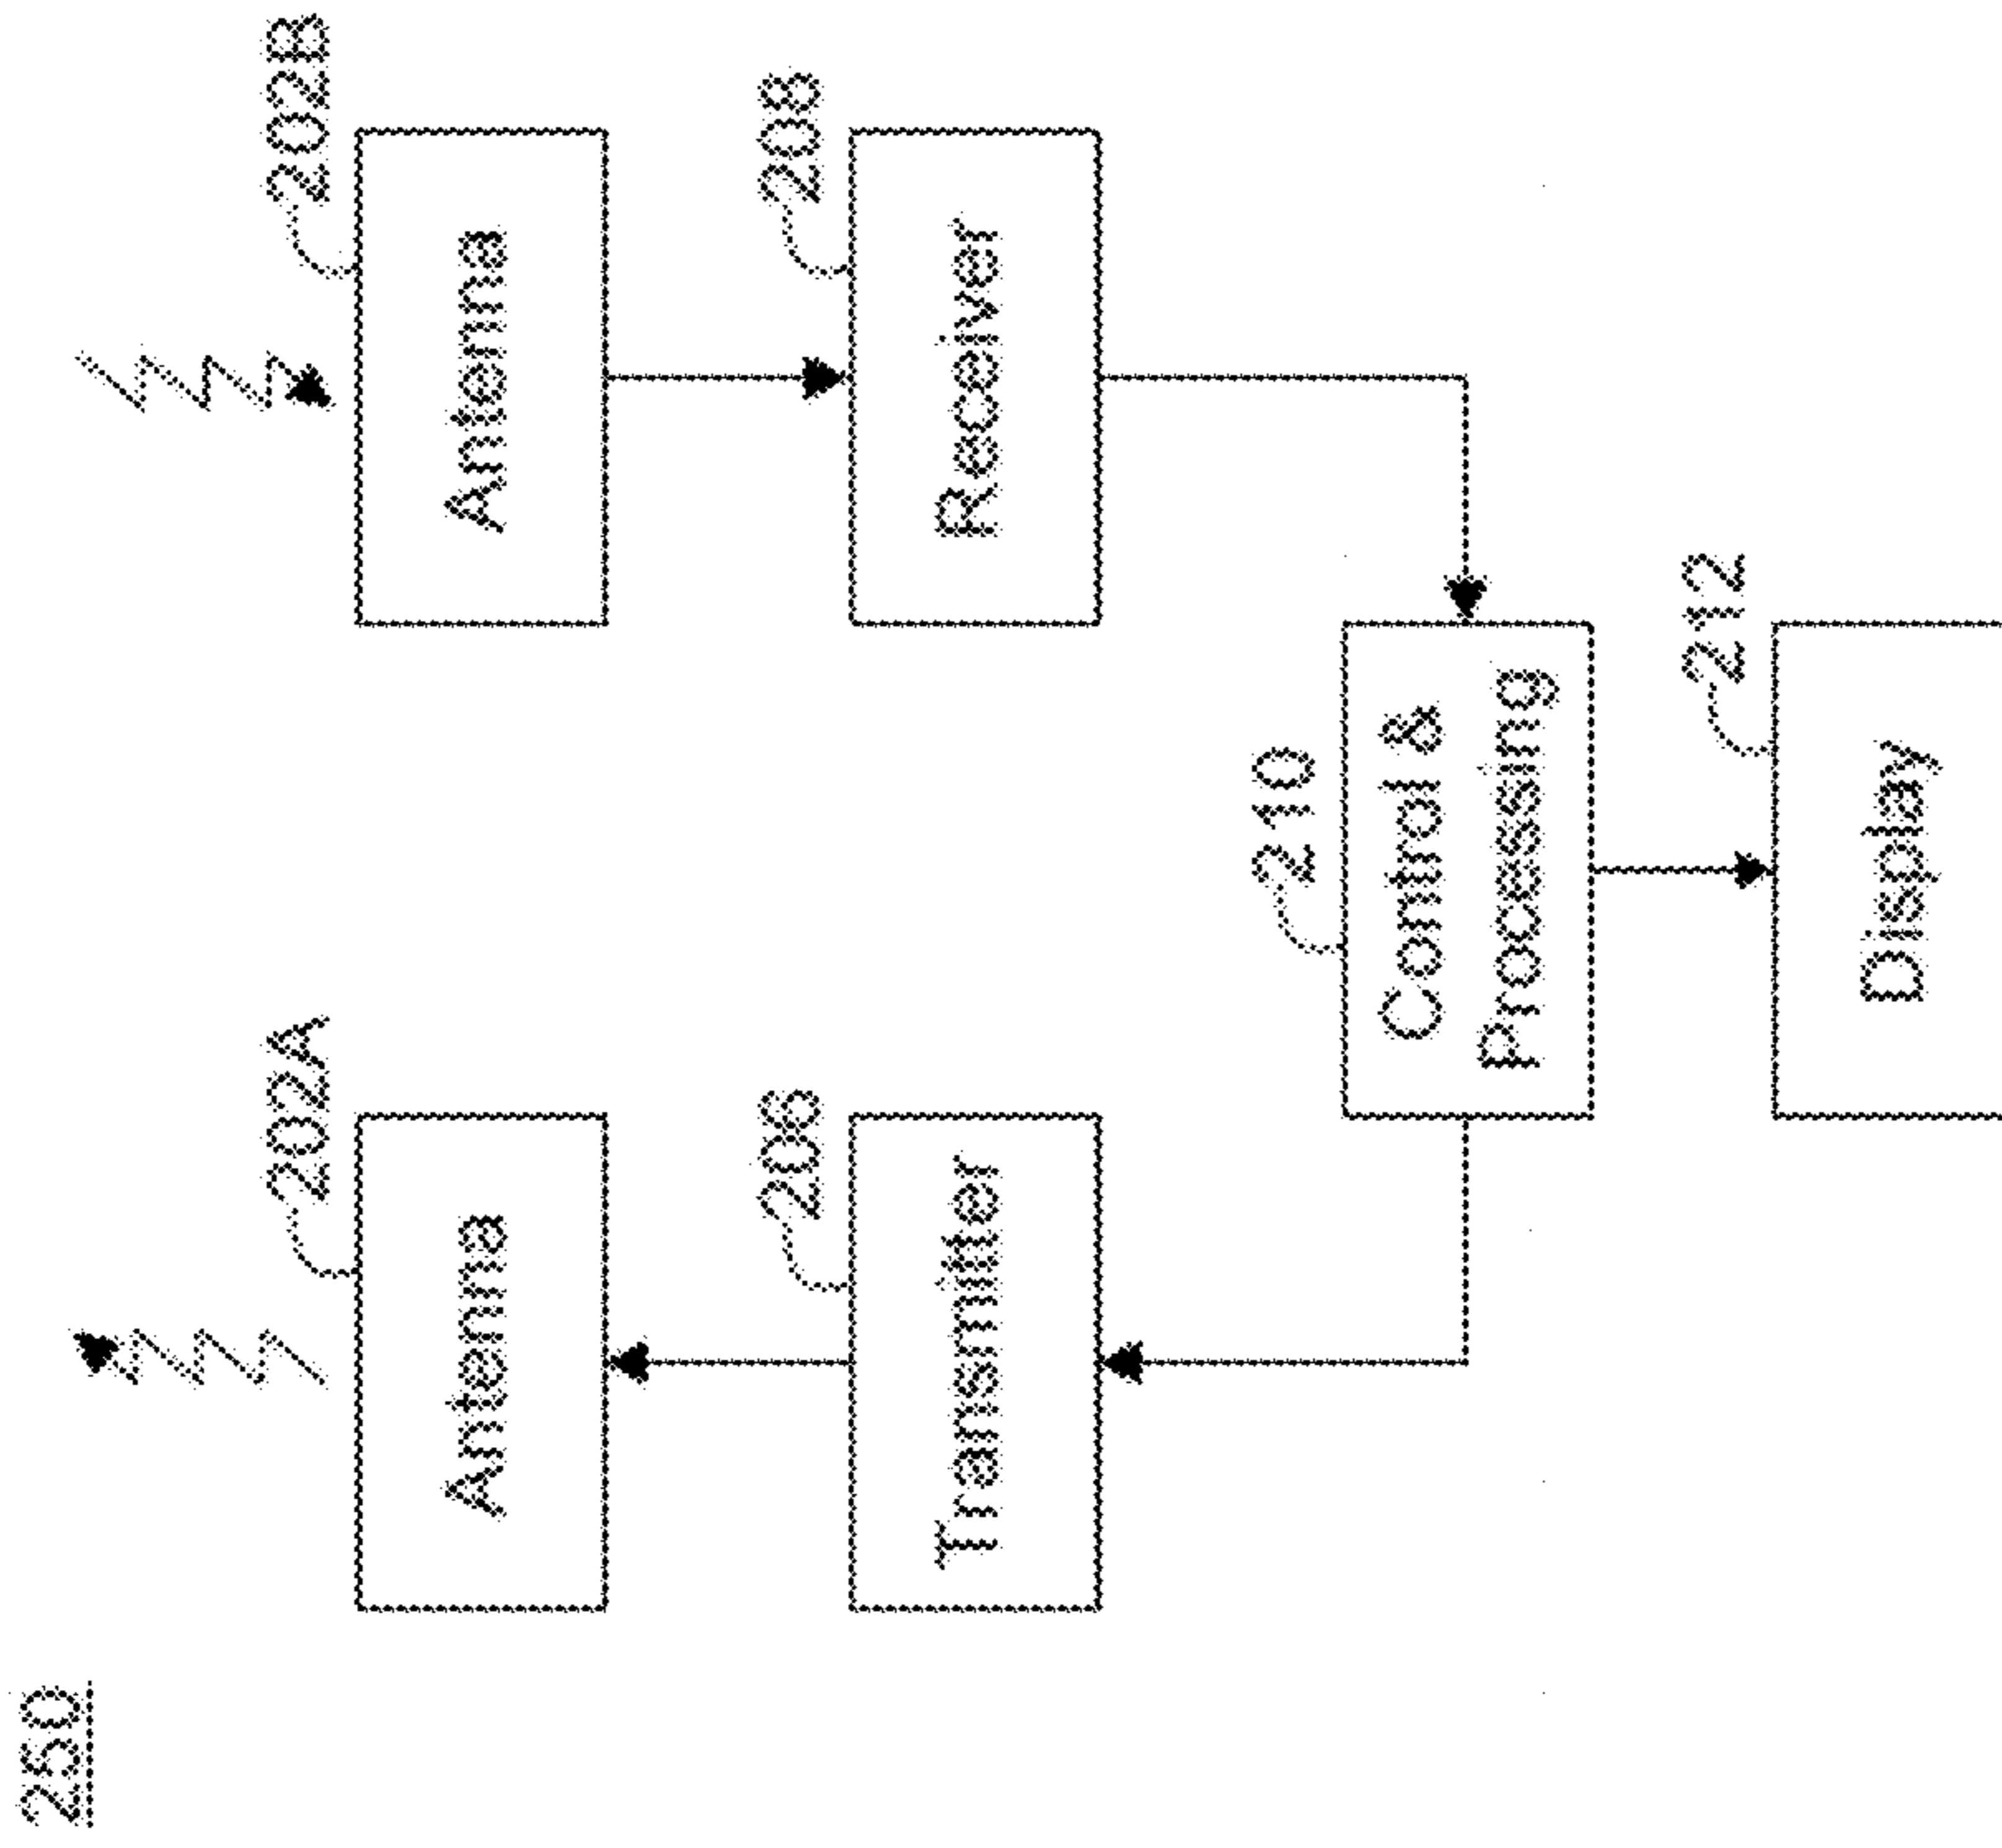 250
202A
202B
Antenna
Antenna
206
208
Transmitter
Receiver
210
Control &
Processing
212
Display